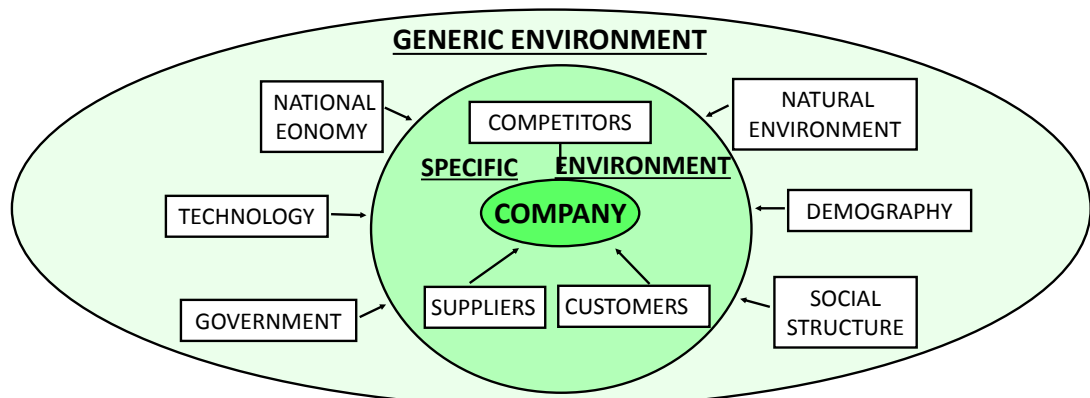 GENERIC ENVIRONMENT
NATIONAL
EONOMY
COMPETITORS
NATURAL
ENVIRONMENT
SPECIFIC ENVIRONMENT
COMPANY
TECHNOLOGY
DEMOGRAPHY
SUPPLIERS
CUSTOMERS
GOVERNMENT
SOCIAL
STRUCTURE